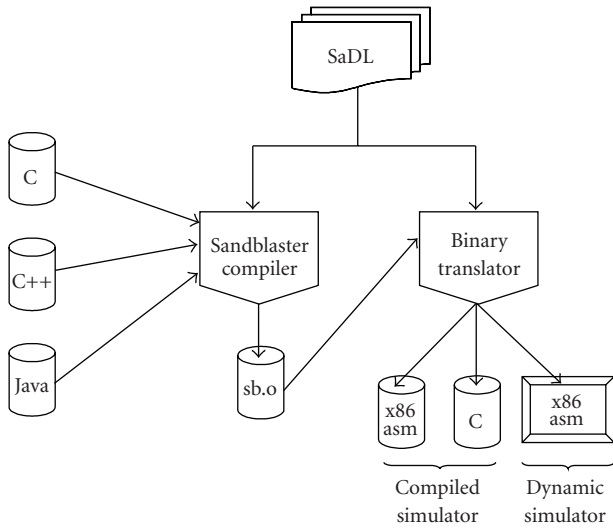 SaDL
C
Sandblaster
compiler
Binary
translator
C++
Java
sb.o
x86
asm
C
x86
asm
Compiled
simulator
Dynamic
simulator